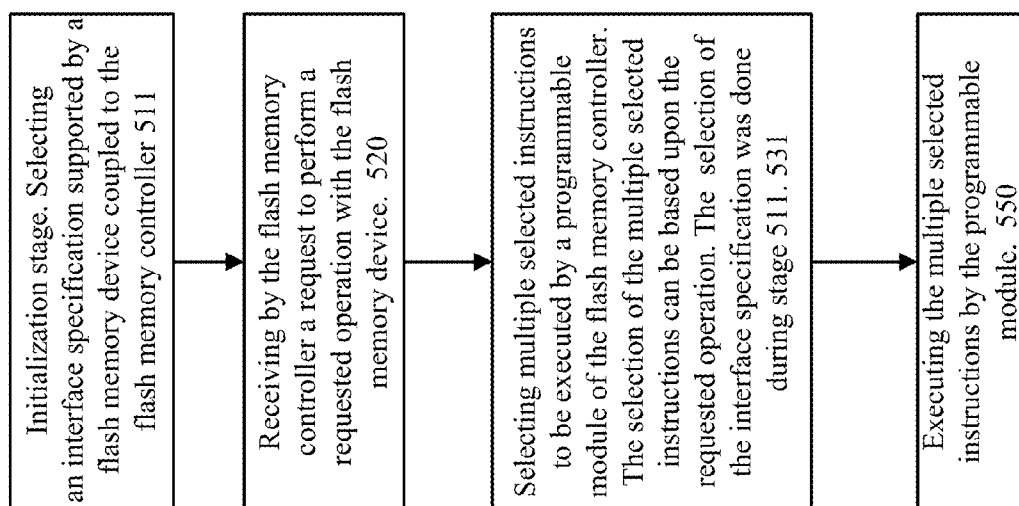 Initialization stage. Selecting
an interface specification supported by a
flash memory device coupled to the
flash memory controller 511
Receiving by the flash memory
controller a request to perform a
requested operation with the flash
memory device. 520
Selecting multiple selected instructions
to be executed by a programmable
module of the flash memory controller.
The selection of the multiple selected
instructions can be based upon the
requested operation. The selection of
the interface specification was done
during stage 511. 531
Executing the multiple selected
instructions by the programmable
module. 550